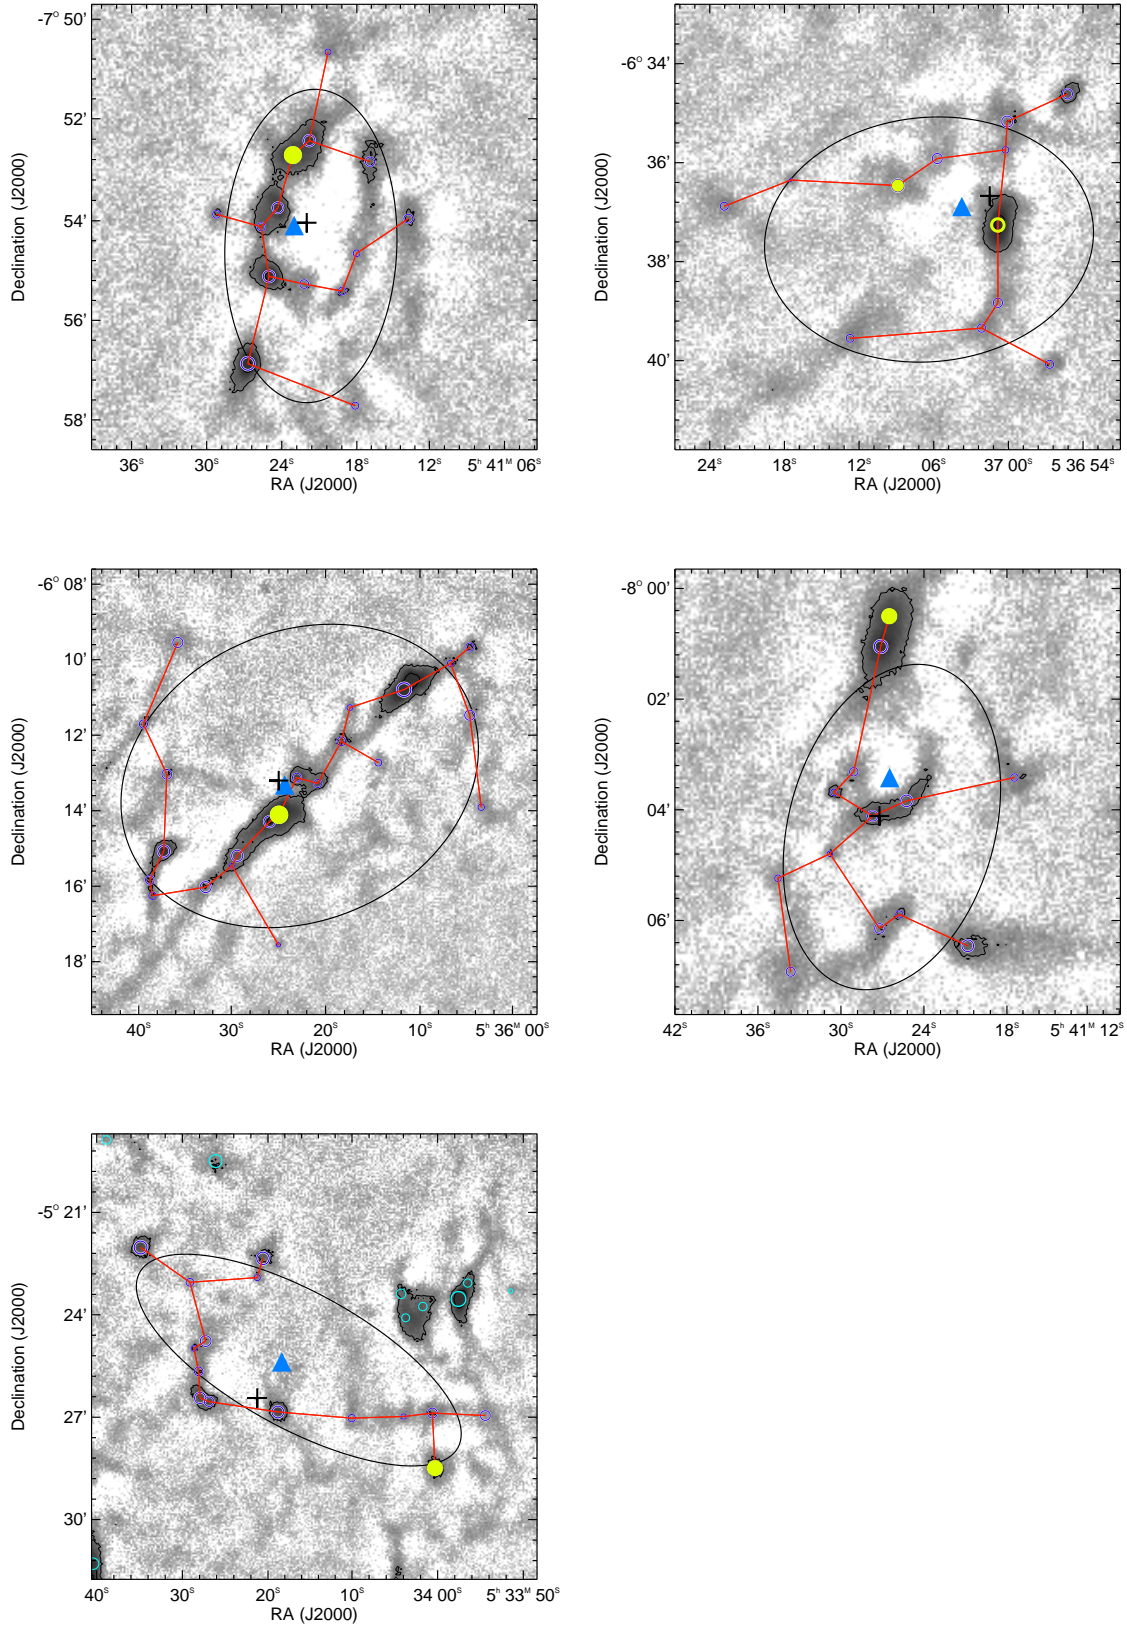 -7° 50'
52'
54'
56'
58'
Declination (J2000)
36ˢ 30ˢ 24ˢ 18ˢ 12ˢ 5ʰ 41ᴹ 06ˢ
RA (J2000)
-6° 34'
36'
38'
40'
Declination (J2000)
24ˢ 18ˢ 12ˢ 06ˢ 37 00ˢ 5 36 54ˢ
RA (J2000)
-6° 08'
10'
12'
14'
16'
18'
Declination (J2000)
40ˢ 30ˢ 20ˢ 10ˢ 5ʰ 36ᴹ 00ˢ
RA (J2000)
-8° 00'
02'
04'
06'
Declination (J2000)
42ˢ 36ˢ 30ˢ 24ˢ 18ˢ 5ʰ 41ᴹ 12ˢ
RA (J2000)
-5° 21'
24'
27'
30'
Declination (J2000)
40ˢ 30ˢ 20ˢ 10ˢ 34 00ˢ 5ʰ 33ᴹ 50ˢ
RA (J2000)